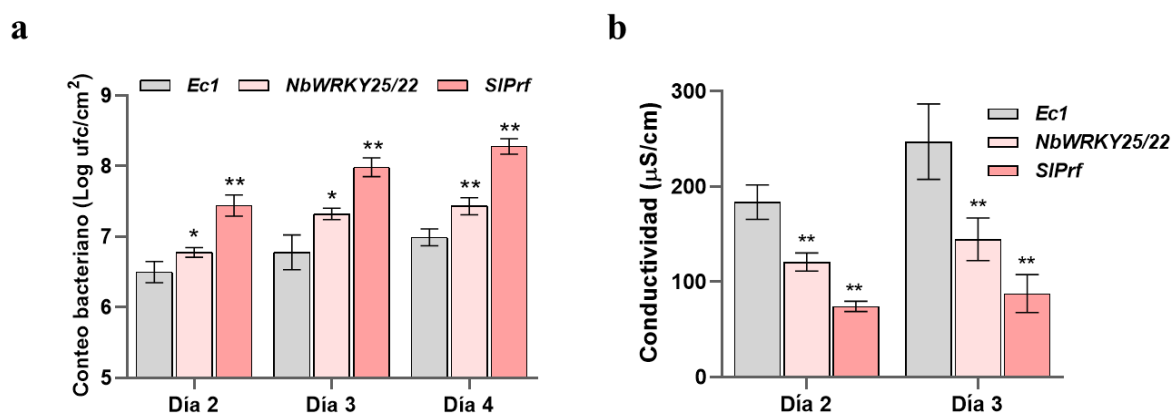 a
Conteo bacteriano (Log ufc/cm²)
Ec1 NbWRKY25/22 SlPrf
9
8
7
6
5
* ** * ** ** **
Día 2 Día 3 Día 4
b
Conductividad (μS/cm)
300
200
100
0
Ec1
NbWRKY25/22
SlPrf
** ** ** **
Día 2 Día 3